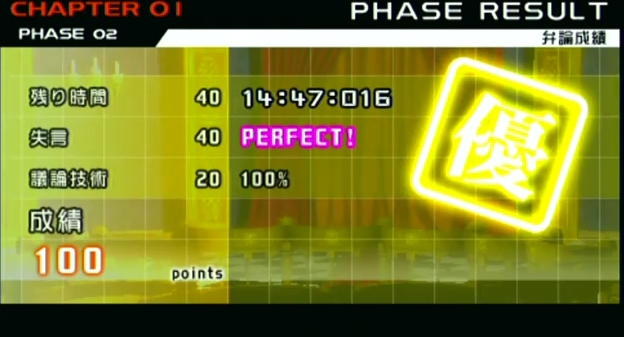 CHAPTER 01 PHASE RESULT
PHASE 02 弁論成績
残り時間 40 14:47:016
失言 40 PERFECT!
議論技術 20 100%
優
成績
100
points